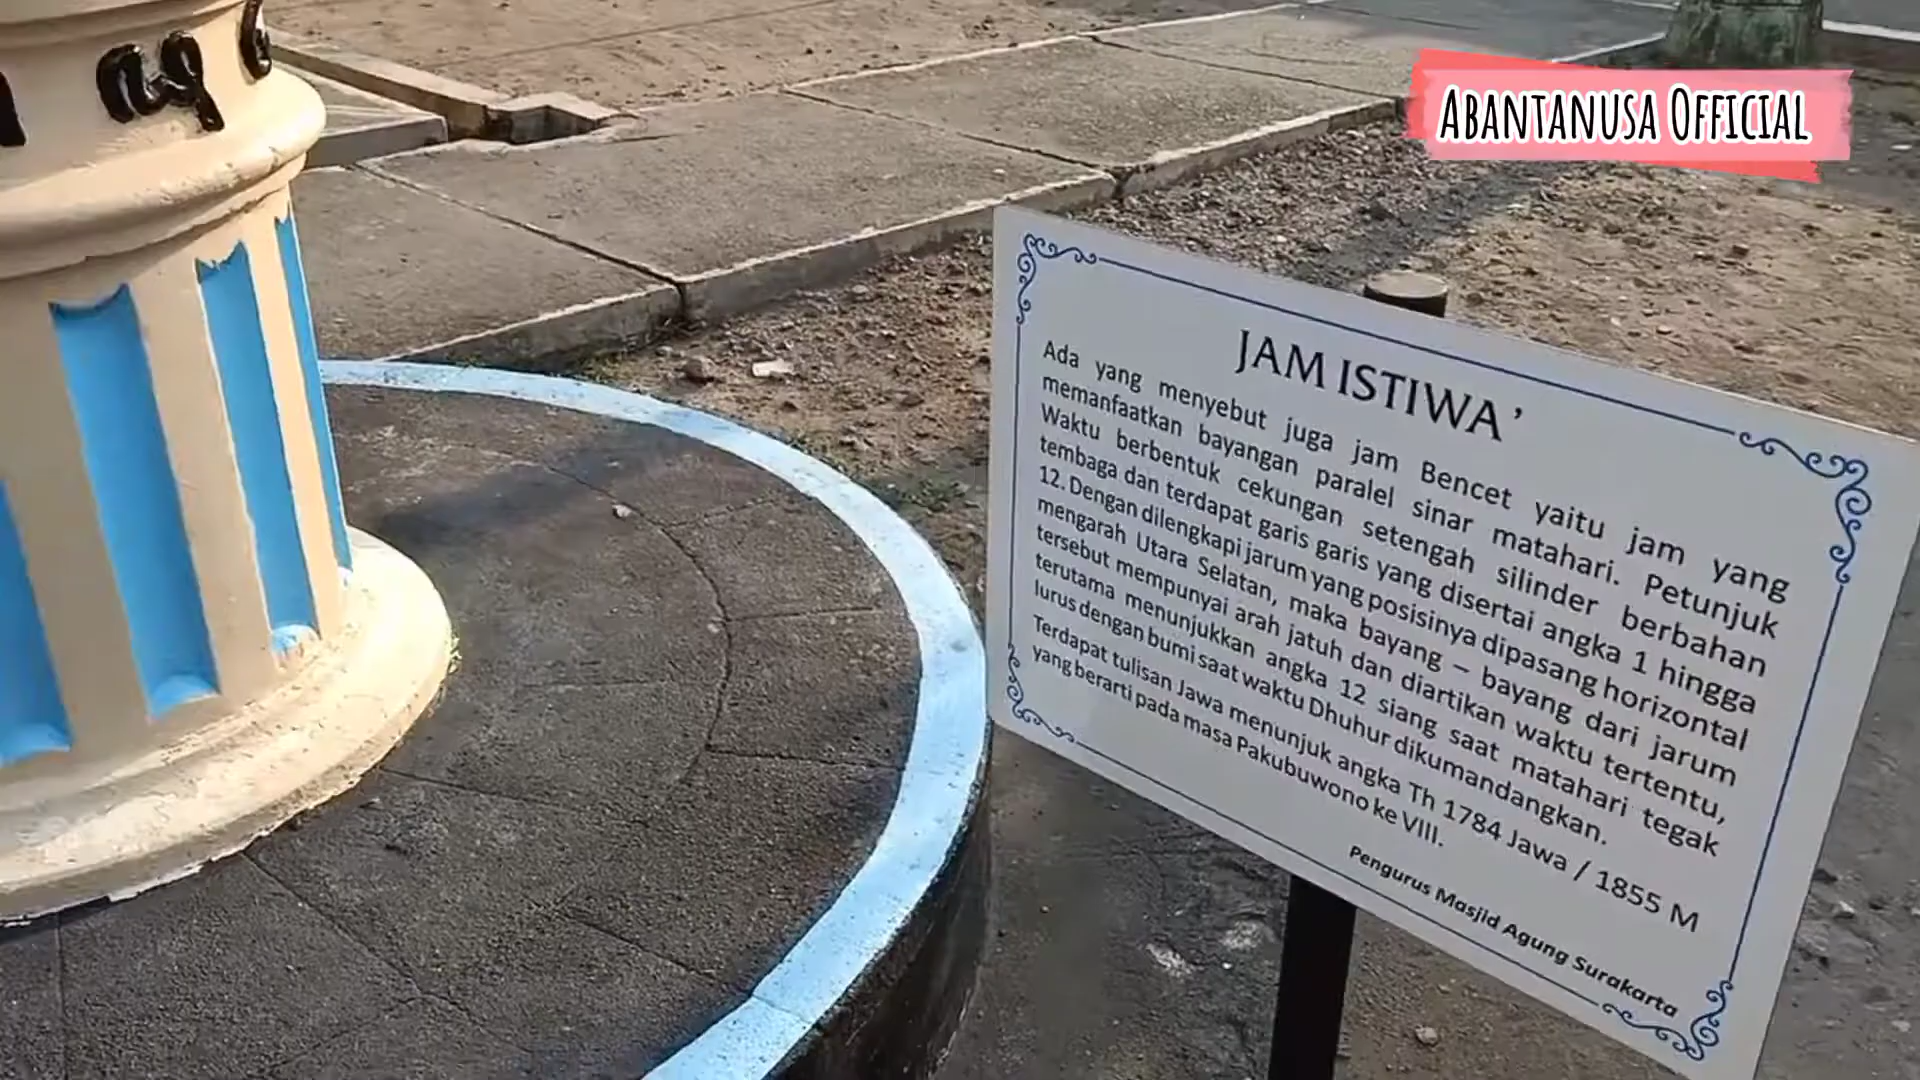 ABANTANUSA OFFICIAL
JAM ISTIWA'
Ada yang menyebut juga jam Bencet yaitu jam yang
memanfaatkan bayangan paralel sinar matahari. Petunjuk
Waktu berbentuk cekungan setengah silinder berbahan
tembaga dan terdapat garis garis yang disertai angka 1 hingga
12. Dengan dilengkapi jarum yang posisinya dipasang horizontal
mengarah Utara Selatan, maka bayang – bayang dari jarum
tersebut mempunyai arah jatuh dan diartikan waktu tertentu,
terutama menunjukkan angka 12 siang saat matahari tegak
lurus dengan bumi saat waktu Dhuhur dikumandangkan.
Terdapat tulisan Jawa menunjuk angka Th 1784 Jawa / 1855 M
yang berarti pada masa Pakubuwono ke VIII.
Pengurus Masjid Agung Surakarta